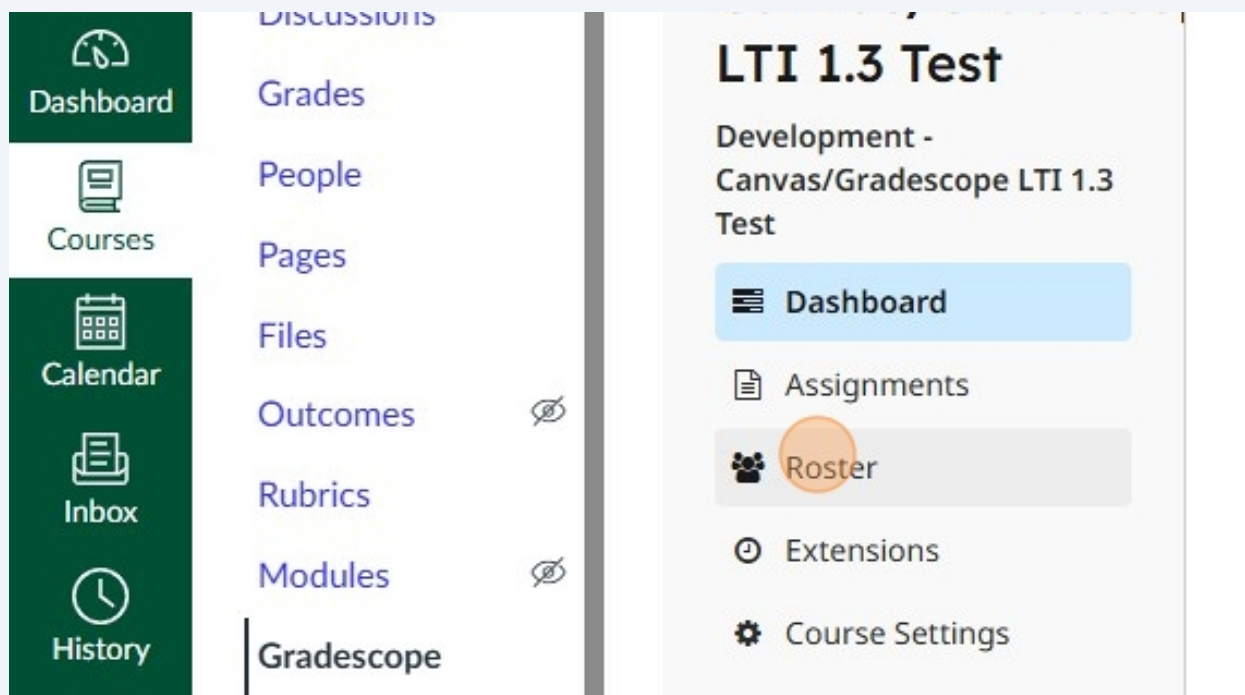 Dashboard
Courses
Calendar
Inbox
History
Discussions
Grades
People
Pages
Files
Outcomes
Rubrics
Modules
Gradescope
LTI 1.3 Test
Development -
Canvas/Gradescope LTI 1.3
Test
Dashboard
Assignments
Roster
Extensions
Course Settings